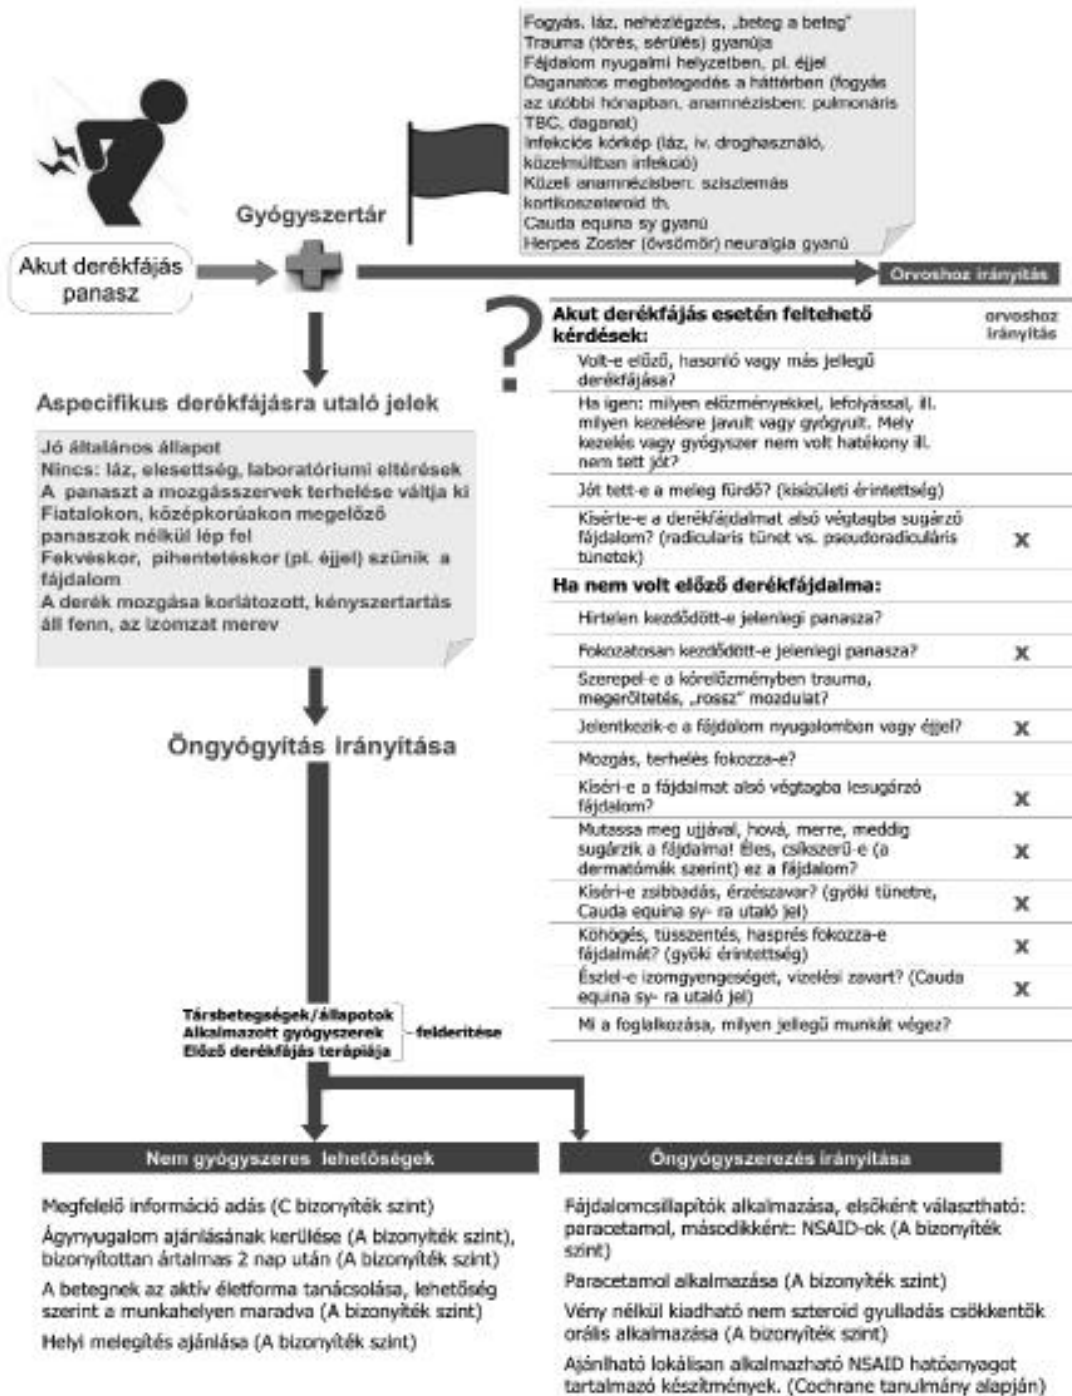 Fogyás, láz, nehézlégzés, „beteg a beteg"
Trauma (törés, sérülés) gyanúja
Fájdalom nyugalmi helyzetben, pl. éjjel
Daganatos megbetegedés a háttérben (fogyás
az utóbbi hónapban, anamnézisben: pulmonáris
TBC, daganat)
Infekciós kórkép (láz, iv. droghasználó,
közelmúltban infekció)
Közeli anamnézisben: szisztémás
kortikoszteroid th.
Cauda equina sy gyanú
Herpes Zoster (övsömör) neuralgia gyanú
Gyógyszertár
Akut derékfájás
panasz
Orvoshoz irányítás
?
Akut derékfájás esetén feltehető
kérdések:
orvoshoz
irányítás
Volt-e előző, hasonló vagy más jellegű
derékfájása?
Ha igen: milyen előzményekkel, lefolyással, ill.
milyen kezelésre javult vagy gyógyult. Mely
kezelés vagy gyógyszer nem volt hatékony ill.
nem tett jót?
Jót tett-e a meleg fürdő? (kisízületi érintettség)
Kísérte-e a derékfájdalmat alsó végtagba sugárzó
fájdalom? (radicularis tünet vs. pseudoradiculáris
tünetek)
X
Ha nem volt előző derékfájdalma:
Hirtelen kezdődött-e jelenlegi panasza?
Fokozatosan kezdődött-e jelenlegi panasza? X
Szerepel-e a kórelőzményben trauma,
megerőltetés, „rossz" mozdulat?
Jelentkezik-e a fájdalom nyugalomban vagy éjjel? X
Mozgás, terhelés fokozza-e?
Kíséri-e a fájdalmat alsó végtagba lesugárzó
fájdalom?
X
Mutassa meg ujjával, hová, merre, meddig
sugárzik a fájdalma! Éles, csíkszerű-e (a
dermatómák szerint) ez a fájdalom?
X
Kíséri-e zsibbadás, érzészavar? (gyöki tünetre,
Cauda equina sy- ra utaló jel)
X
Köhögés, tüsszentés, hasprés fokozza-e
fájdalmát? (gyöki érintettség)
X
Észlel-e izomgyengeséget, vizelési zavart? (Cauda
equina sy- ra utaló jel)
X
Mi a foglalkozása, milyen jellegű munkát végez?
Aspecifikus derékfájásra utaló jelek
Jó általános állapot
Nincs: láz, elesettség, laboratóriumi eltérések
A panaszt a mozgásszervek terhelése váltja ki
Fiatalokon, középkorúakon megelőző
panaszok nélkül lép fel
Fekvéskor, pihentetéskor (pl. éjjel) szűnik a
fájdalom
A derék mozgása korlátozott, kényszertartás
áll fenn, az izomzat merev
Öngyógyítás irányítása
Társbetegségek/állapotok
Alkalmazott gyógyszerek
Előző derékfájás terápiája
felderítése
Nem gyógyszeres lehetőségek
Megfelelő információ adás (C bizonyíték szint)
Ágynyugalom ajánlásának kerülése (A bizonyíték szint),
bizonyítottan ártalmas 2 nap után (A bizonyíték szint)
A betegnek az aktív életforma tanácsolása, lehetőség
szerint a munkahelyen maradva (A bizonyíték szint)
Helyi melegítés ajánlása (A bizonyíték szint)
Öngyógyszerezés irányítása
Fájdalomcsillapítók alkalmazása, elsőként választható:
paracetamol, másodikként: NSAID-ok (A bizonyíték
szint)
Paracetamol alkalmazása (A bizonyíték szint)
Vény nélkül kiadható nem szteroid gyulladás csökkentők
orális alkalmazása (A bizonyíték szint)
Ajánlható lokálisan alkalmazható NSAID hatóanyagot
tartalmazó készítmények. (Cochrane tanulmány alapján)